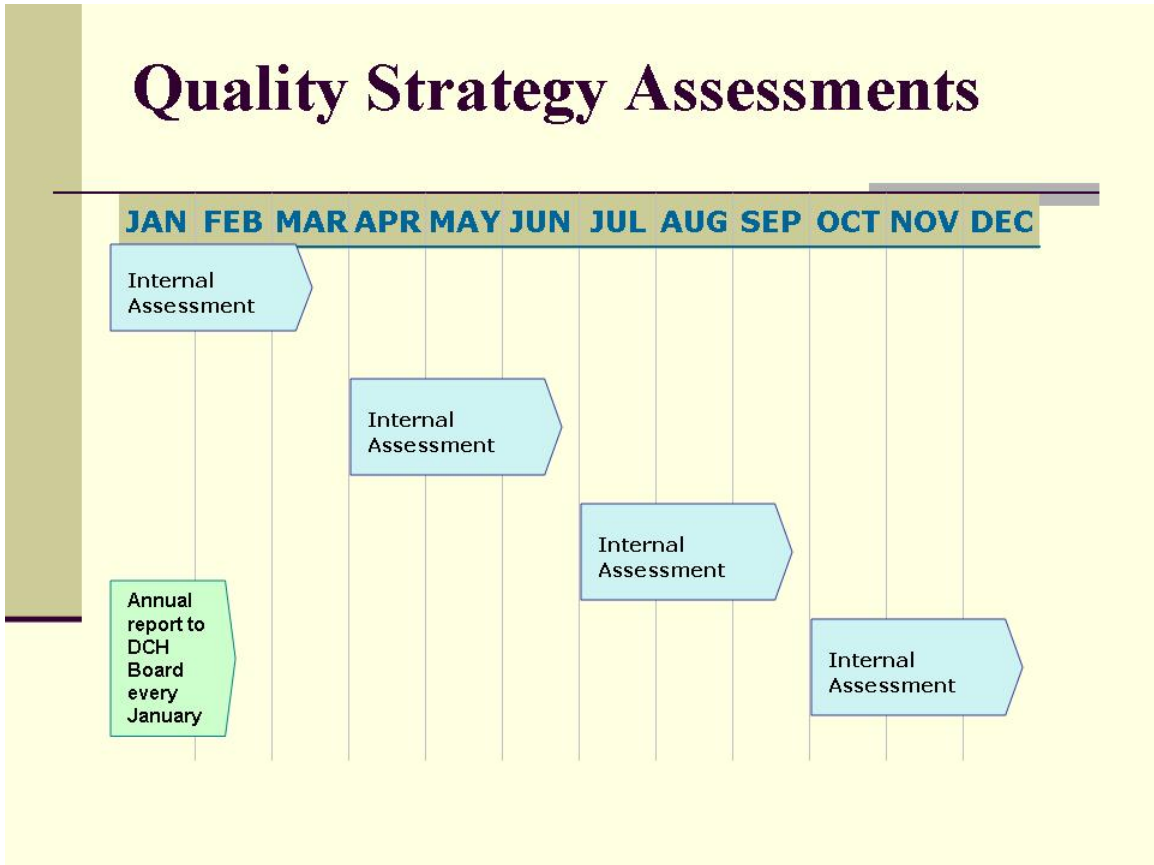 Quality Strategy Assessments
JAN FEB MAR APR MAY JUN JUL AUG SEP OCT NOV DEC
Internal
Assessment
Internal
Assessment
Internal
Assessment
Annual
report to
DCH
Board
every
January
Internal
Assessment